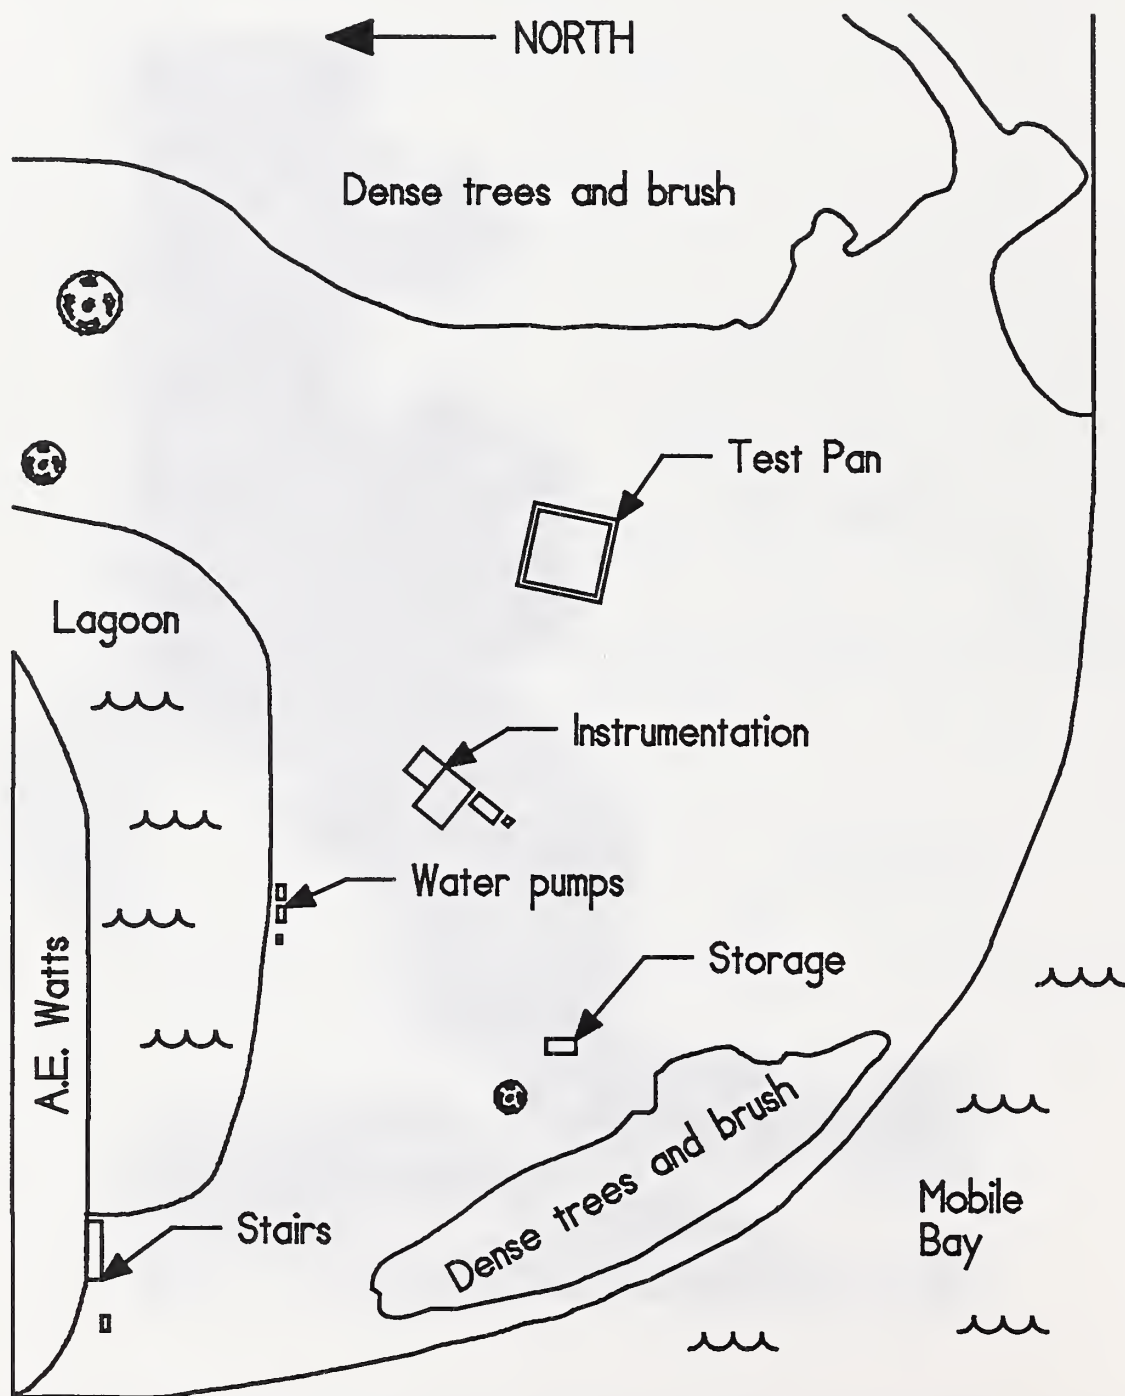 NORTH
Dense trees and brush
Test Pan
Lagoon
Instrumentation
Water pumps
A.E. Watts
Storage
Dense trees and brush
Mobile
Bay
Stairs